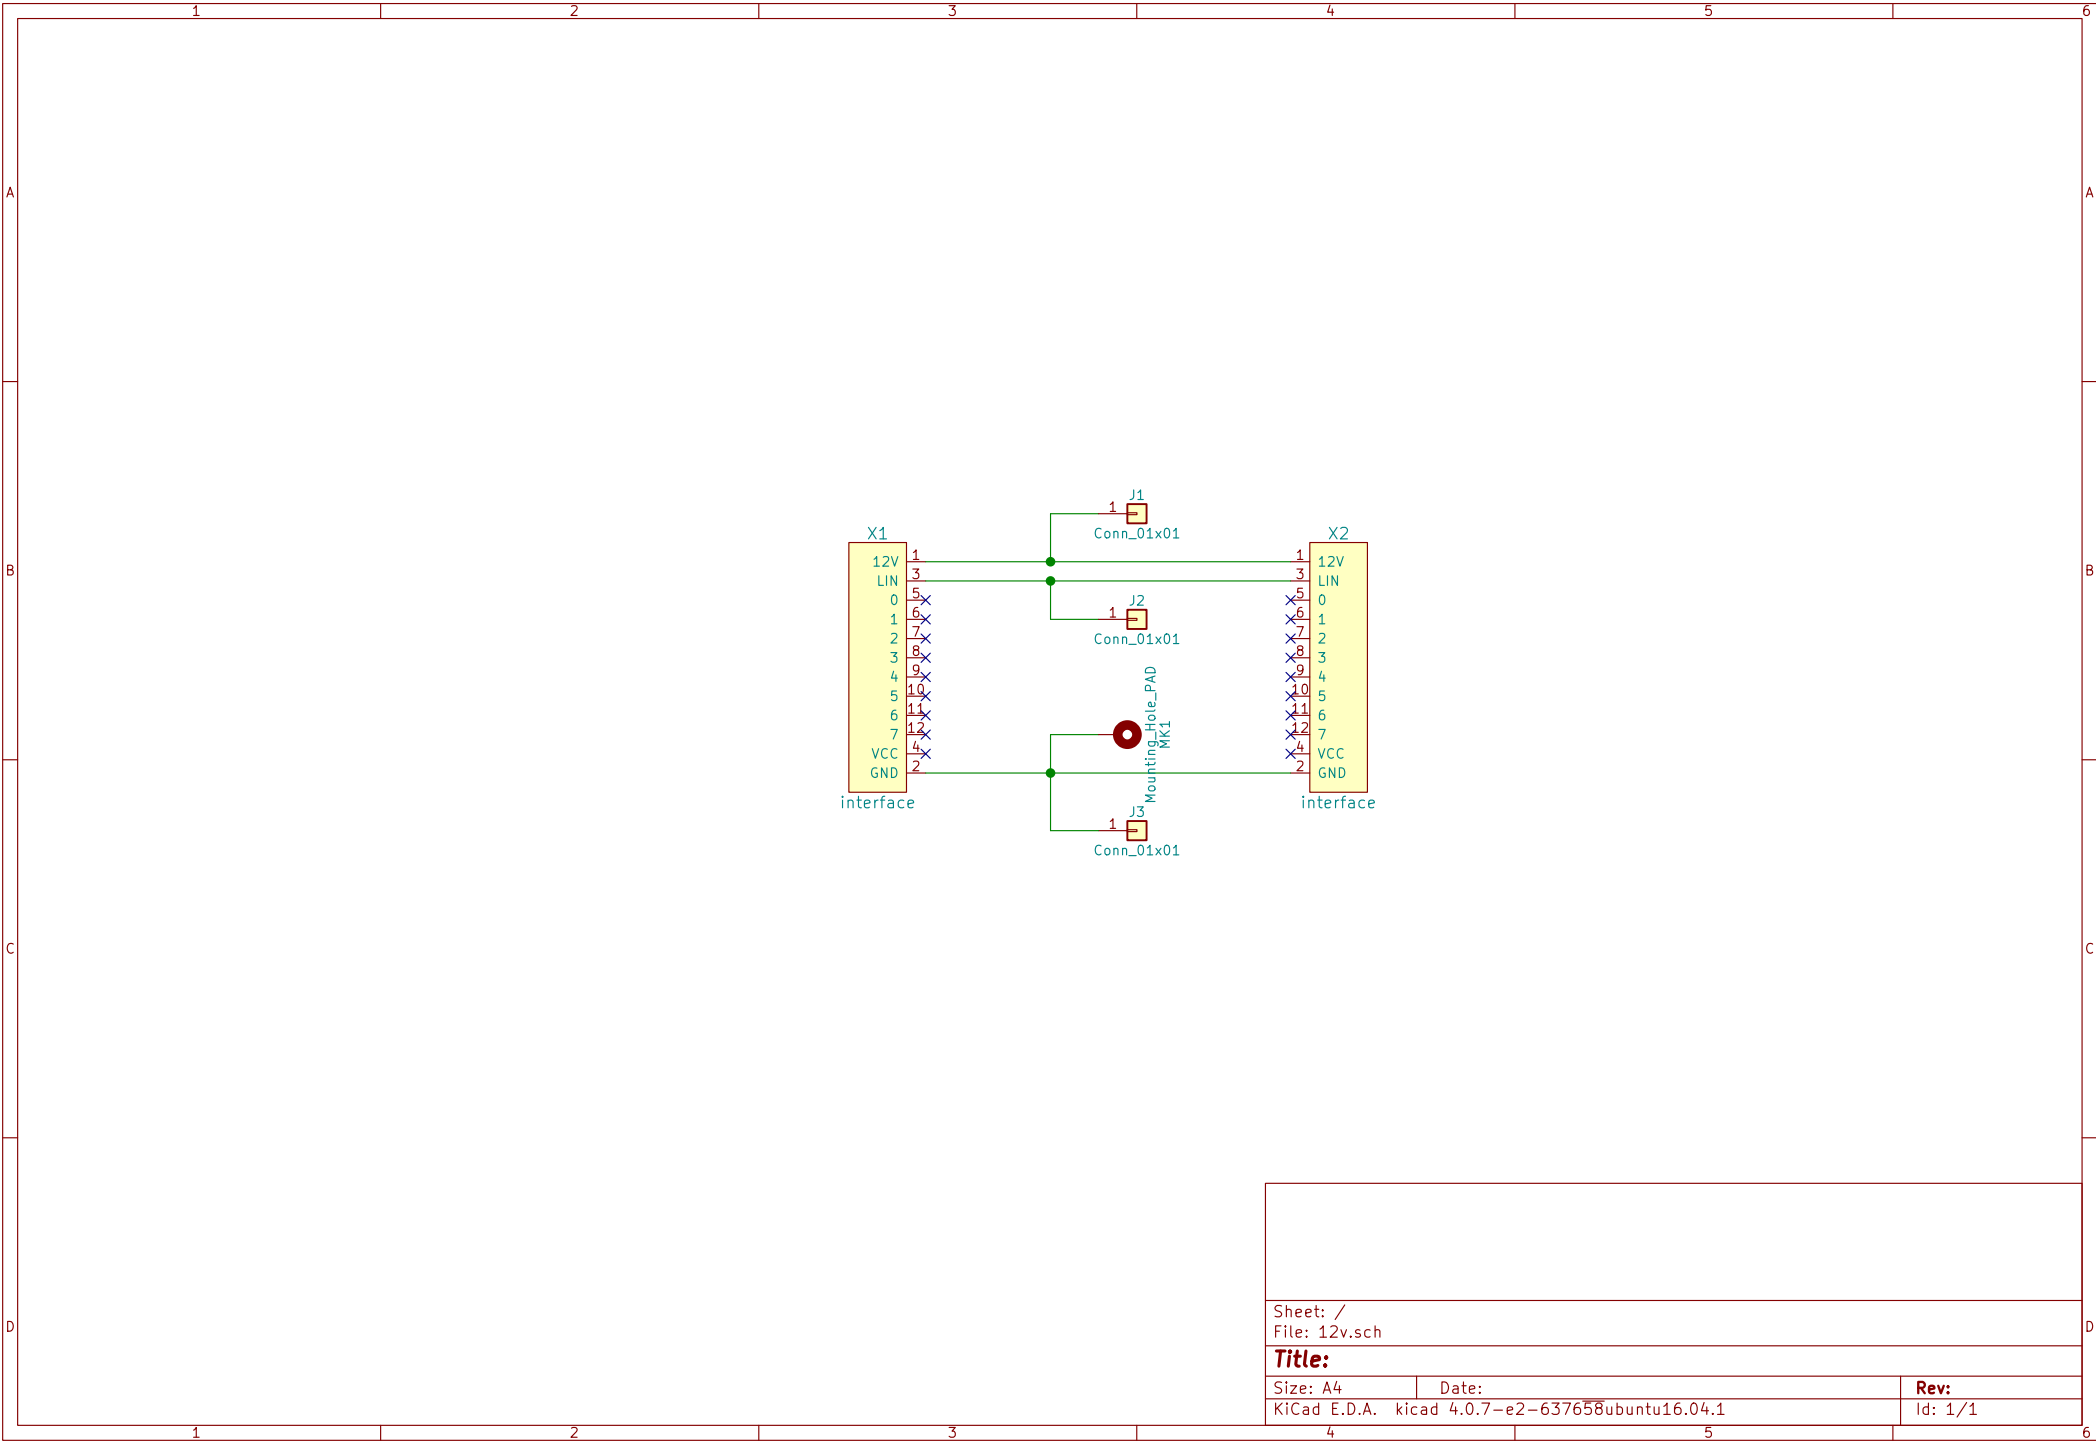 1 2 3 4 5 6
A A
J1
1
Conn_01x01
X1 X2
12V 1 1 12V
B LIN 3 3 LIN B
0 5 5 0
J2
1 6 1 6 1
Conn_01x01
2 7 7 2
3 8 8 3
4 9 9 4
5 10 10 5
6 11 11 6
7 12 12 7
Mounting_Hole_PAD
MK1
VCC 4 4 VCC
GND 2 2 GND
interface interface
J3
1
Conn_01x01
C C
Sheet: /
File: 12v.sch
D D
Title:
Size: A4 Date: Rev:
KiCad E.D.A. kicad 4.0.7-e2-637658ubuntu16.04.1 Id: 1/1
1 2 3 4 5 6